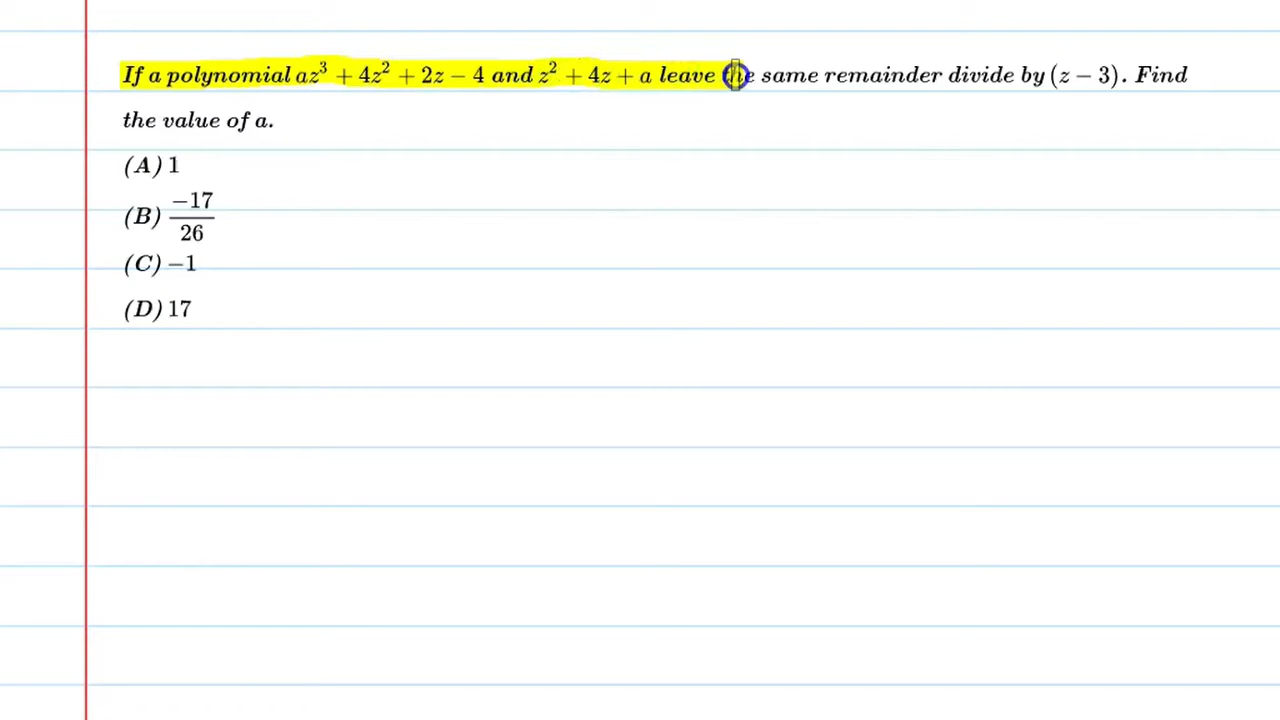 If a polynomial az³ + 4z² + 2z − 4 and z² + 4z + a leave the same remainder divide by (z − 3). Find
the value of a.
(A) 1
(B) −17/26
(C) −1
(D) 17